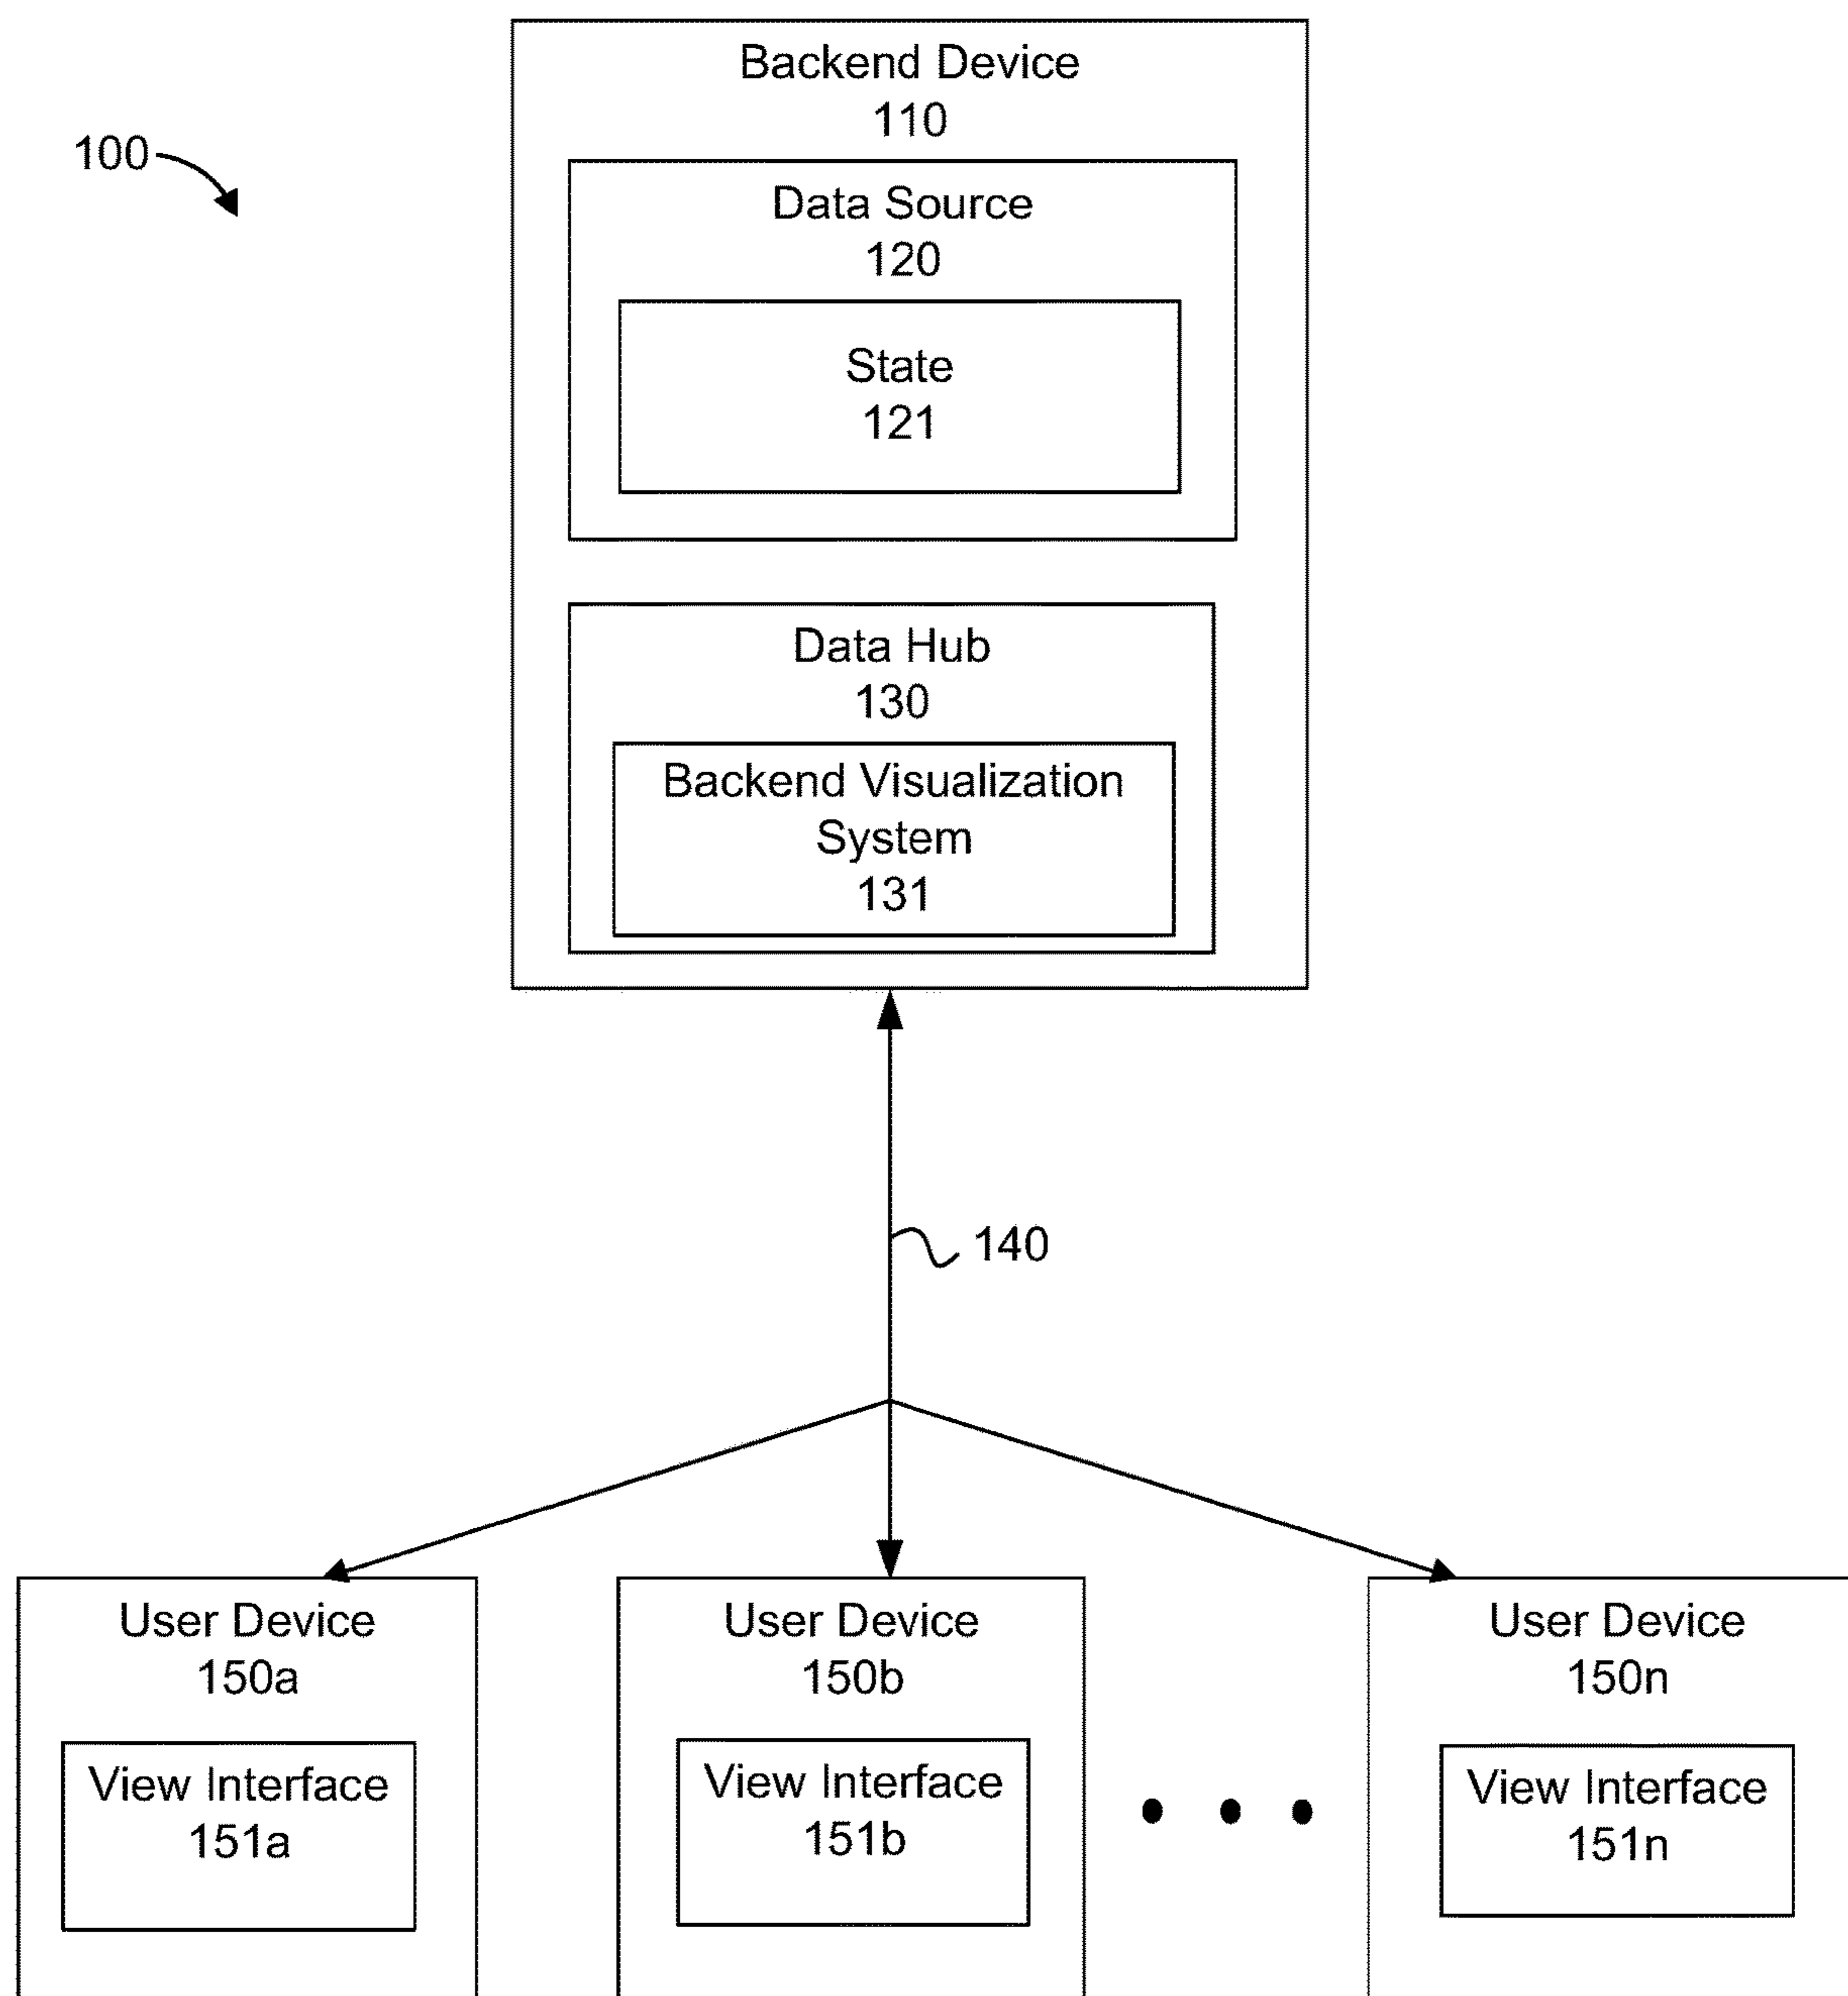 Backend Device
110
100
Data Source
120
State
121
Data Hub
130
Backend Visualization
System
131
140
User Device
150a
View Interface
151a
User Device
150b
View Interface
151b
User Device
150n
View Interface
151n